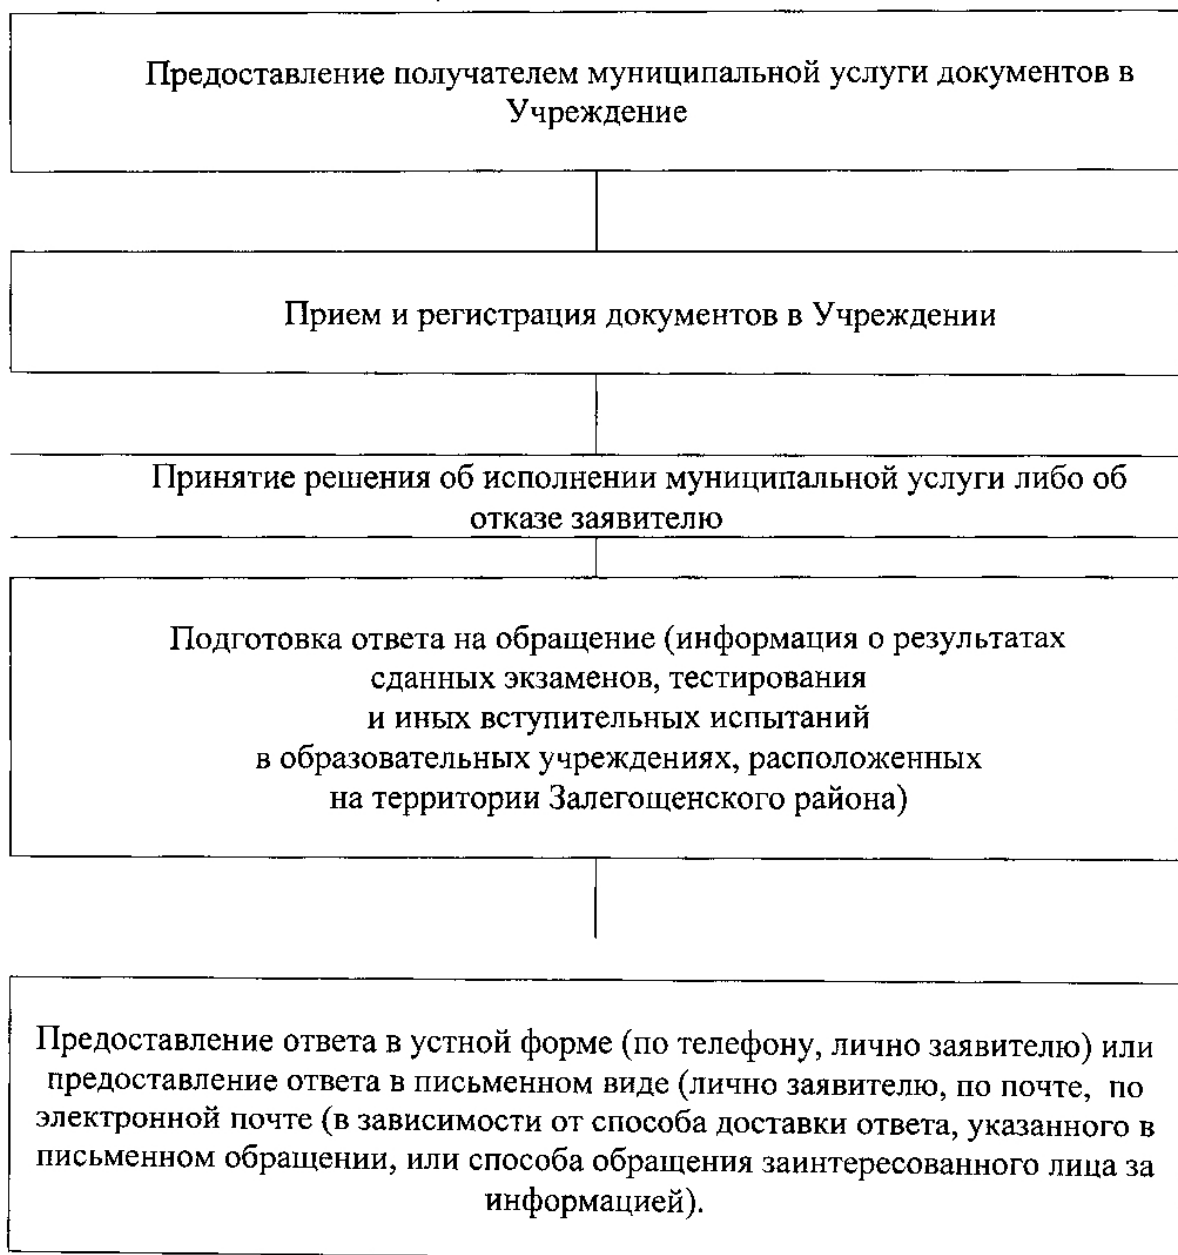 Предоставление получателем муниципальной услуги документов в
Учреждение
Прием и регистрация документов в Учреждении
Принятие решения об исполнении муниципальной услуги либо об
отказе заявителю
Подготовка ответа на обращение (информация о результатах
сданных экзаменов, тестирования
и иных вступительных испытаний
в образовательных учреждениях, расположенных
на территории Залегощенского района)
Предоставление ответа в устной форме (по телефону, лично заявителю) или
предоставление ответа в письменном виде (лично заявителю, по почте, по
электронной почте (в зависимости от способа доставки ответа, указанного в
письменном обращении, или способа обращения заинтересованного лица за
информацией).